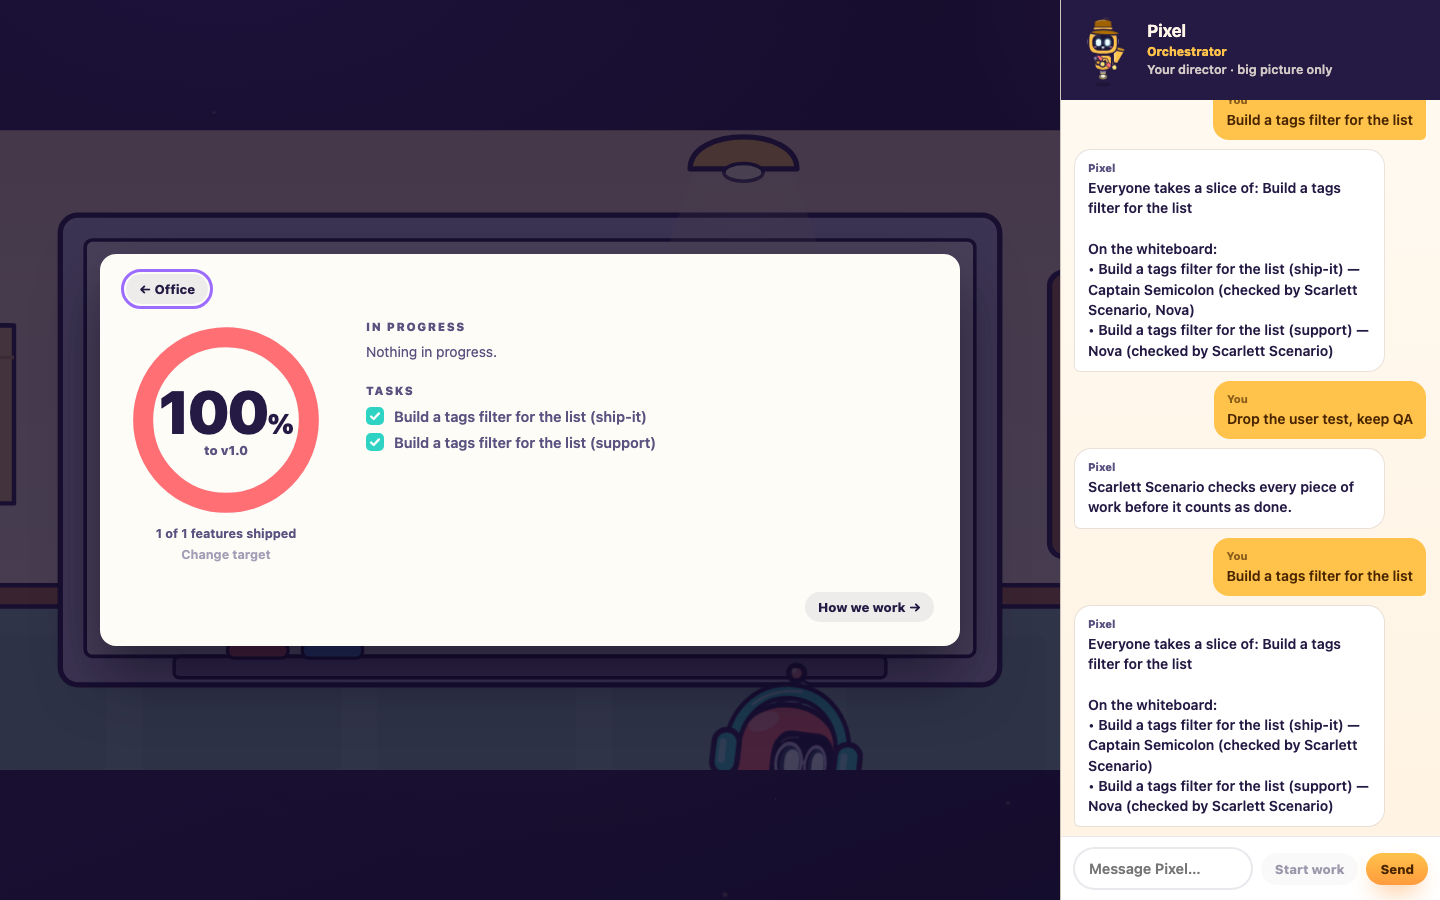 ← Office
100%
to v1.0
1 of 1 features shipped
Change target
IN PROGRESS
Nothing in progress.
TASKS
Build a tags filter for the list (ship-it)
Build a tags filter for the list (support)
How we work →
Pixel
Orchestrator
Your director · big picture only
You
Build a tags filter for the list
Pixel
Everyone takes a slice of: Build a tags
filter for the list
On the whiteboard:
• Build a tags filter for the list (ship-it) —
Captain Semicolon (checked by Scarlett
Scenario, Nova)
• Build a tags filter for the list (support) —
Nova (checked by Scarlett Scenario)
You
Drop the user test, keep QA
Pixel
Scarlett Scenario checks every piece of
work before it counts as done.
You
Build a tags filter for the list
Pixel
Everyone takes a slice of: Build a tags
filter for the list
On the whiteboard:
• Build a tags filter for the list (ship-it) —
Captain Semicolon (checked by Scarlett
Scenario)
• Build a tags filter for the list (support) —
Nova (checked by Scarlett Scenario)
Message Pixel...
Start work
Send